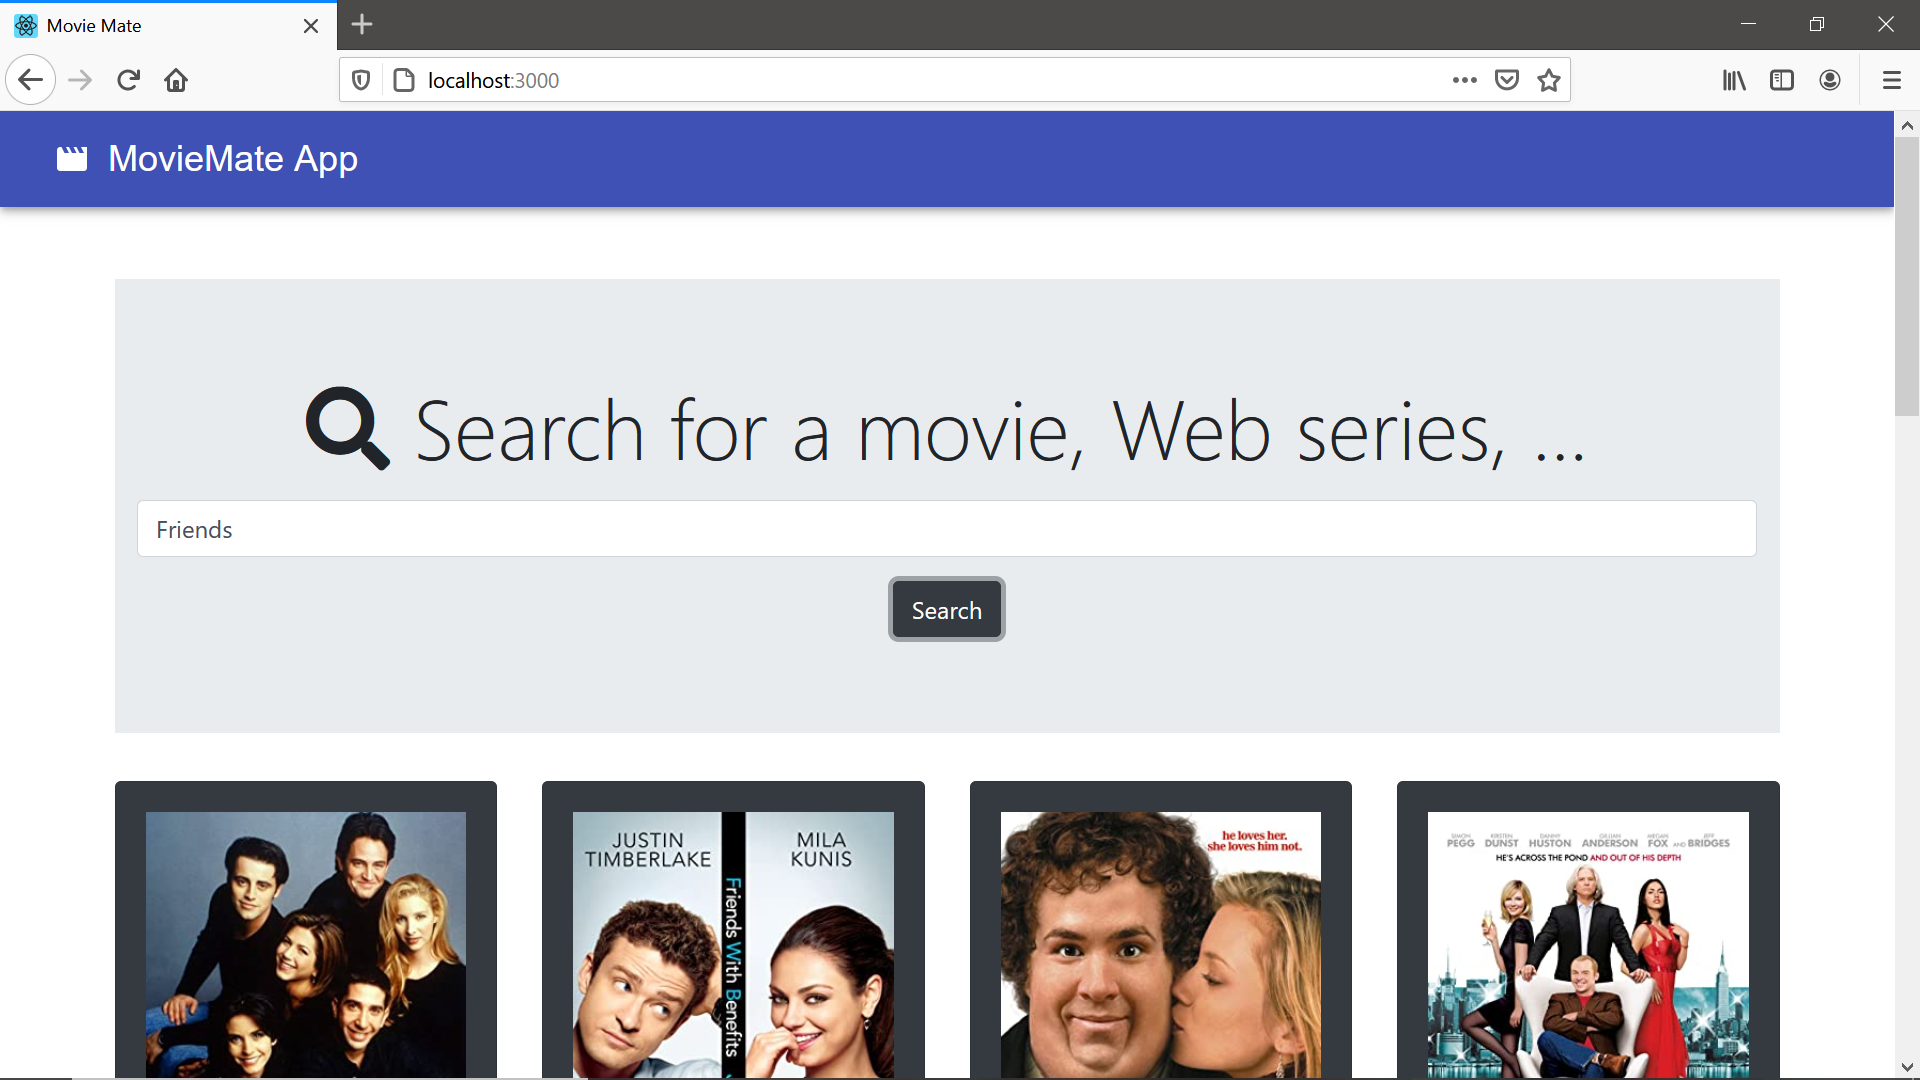 Movie Mate
localhost:3000
MovieMate App
Search for a movie, Web series, ...
Friends
Search
JUSTIN TIMBERLAKE
MILA KUNIS
Friends With Benefits
he loves her.
she loves him not.
SIMON PEGG KIRSTEN DUNST DANNY HUSTON GILLIAN ANDERSON MEGAN FOX AND JEFF BRIDGES
HE'S ACROSS THE POND AND OUT OF HIS DEPTH